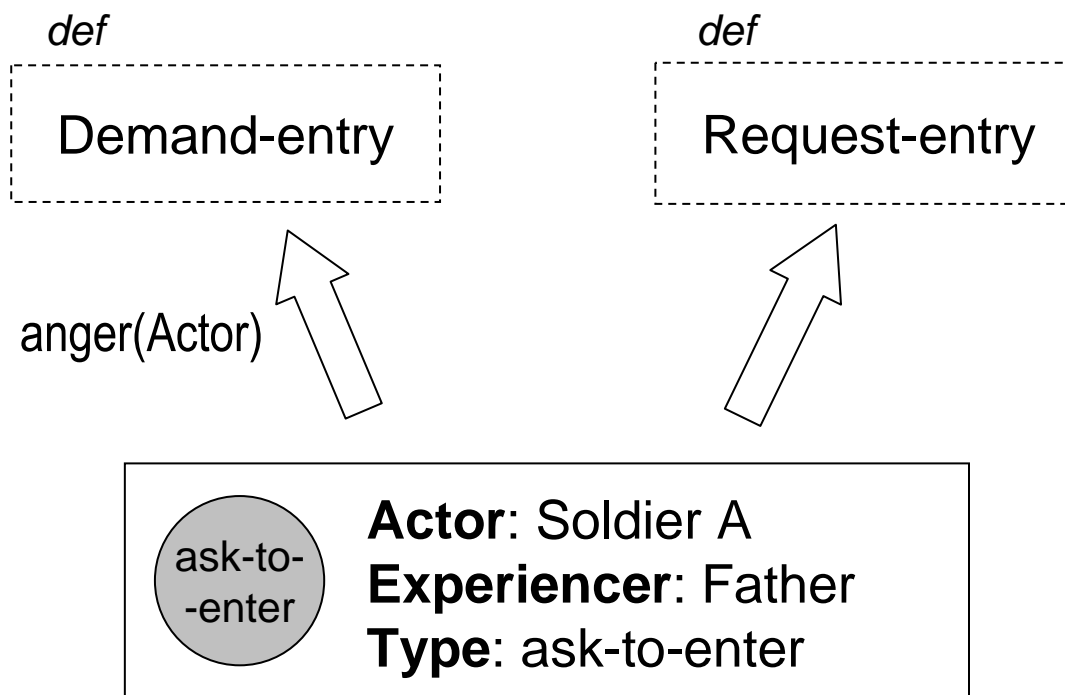 def
def
Demand-entry
Request-entry
anger(Actor)
ask-to-
-enter
Actor: Soldier A
Experiencer: Father
Type: ask-to-enter